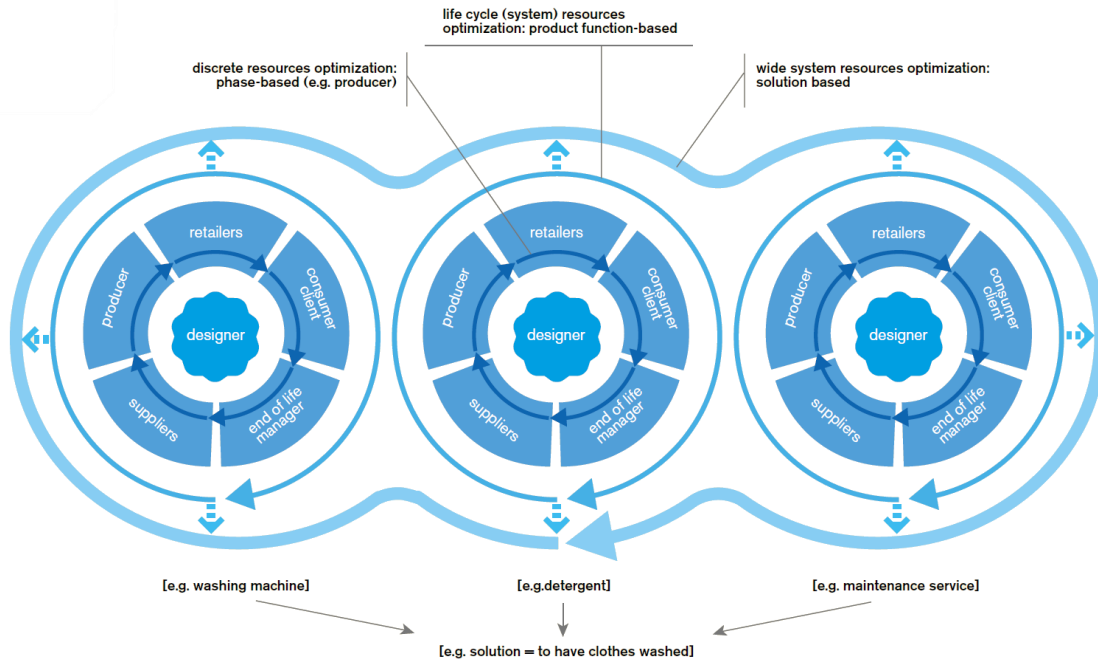 life cycle (system) resources
optimization: product function-based
discrete resources optimization:
phase-based (e.g. producer)
wide system resources optimization:
solution based
retailers
producer
consumer
client
designer
suppliers
end of life
manager
retailers
producer
consumer
client
designer
suppliers
end of life
manager
retailers
producer
consumer
client
designer
suppliers
end of life
manager
[e.g. washing machine]
[e.g.detergent]
[e.g. maintenance service]
[e.g. solution = to have clothes washed]